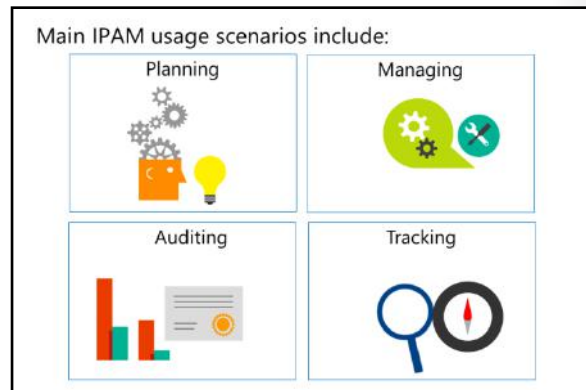 Main IPAM usage scenarios include:
Planning
Managing
Auditing
Tracking